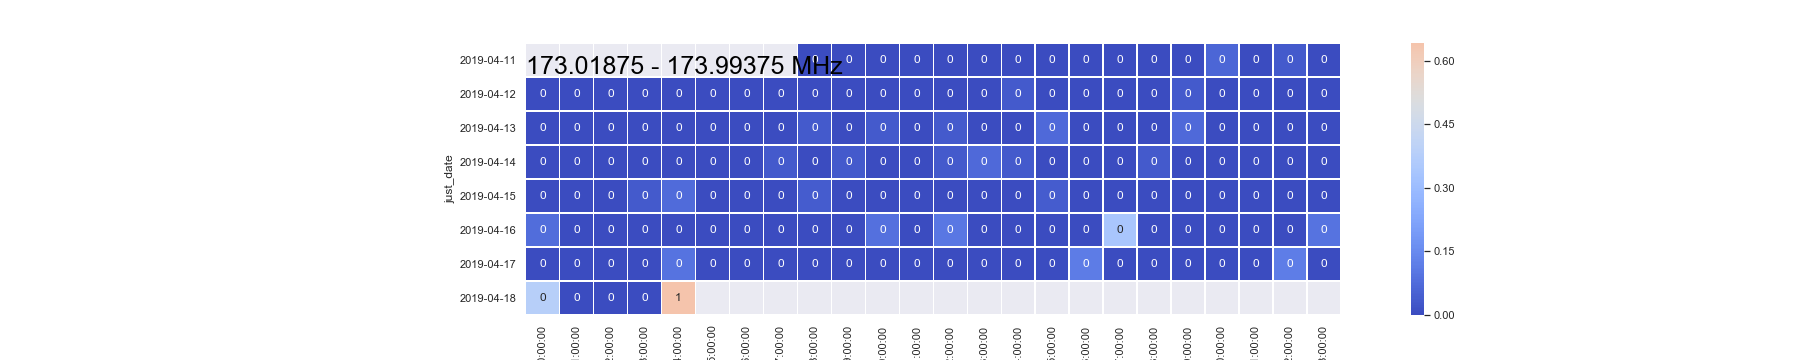 173.01875 - 173.99375 MHz
just_date
2019-04-11 0 0 0 0 0 0 0 0 0 0 0 0 0 0 0 0
2019-04-12 0 0 0 0 0 0 0 0 0 0 0 0 0 0 0 0 0 0 0 0 0 0 0 0
2019-04-13 0 0 0 0 0 0 0 0 0 0 0 0 0 0 0 0 0 0 0 0 0 0 0 0
2019-04-14 0 0 0 0 0 0 0 0 0 0 0 0 0 0 0 0 0 0 0 0 0 0 0 0
2019-04-15 0 0 0 0 0 0 0 0 0 0 0 0 0 0 0 0 0 0 0 0 0 0 0 0
2019-04-16 0 0 0 0 0 0 0 0 0 0 0 0 0 0 0 0 0 0 0 0 0 0 0 0
2019-04-17 0 0 0 0 0 0 0 0 0 0 0 0 0 0 0 0 0 0 0 0 0 0 0 0
2019-04-18 0 0 0 0 1
0.60
0.45
0.30
0.15
0.00